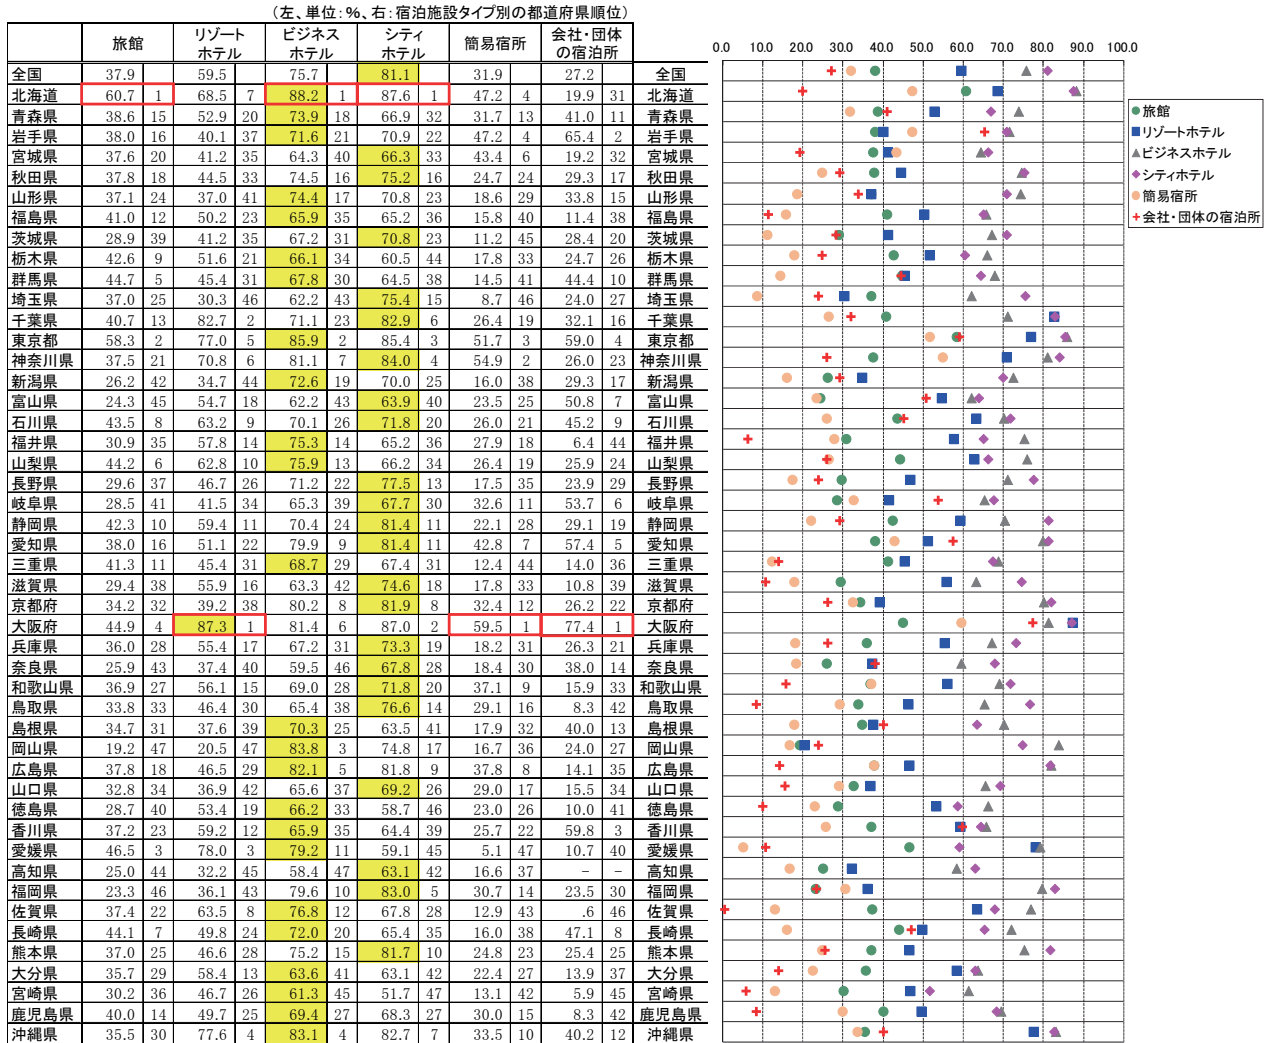 （左、単位：％、右：宿泊施設タイプ別の都道府県順位）
旅館 リゾートホテル ビジネスホテル シティホテル 簡易宿所 会社・団体の宿泊所
0.0 10.0 20.0 30.0 40.0 50.0 60.0 70.0 80.0 90.0 100.0
全国 37.9 59.5 75.7 81.1 31.9 27.2 全国
北海道 60.7 1 68.5 7 88.2 1 87.6 1 47.2 4 19.9 31 北海道
青森県 38.6 15 52.9 20 73.9 18 66.9 32 31.7 13 41.0 11 青森県
岩手県 38.0 16 40.1 37 71.6 21 70.9 22 47.2 4 65.4 2 岩手県
宮城県 37.6 20 41.2 35 64.3 40 66.3 33 43.4 6 19.2 32 宮城県
秋田県 37.8 18 44.5 33 74.5 16 75.2 16 24.7 24 29.3 17 秋田県
山形県 37.1 24 37.0 41 74.4 17 70.8 23 18.6 29 33.8 15 山形県
福島県 41.0 12 50.2 23 65.9 35 65.2 36 15.8 40 11.4 38 福島県
茨城県 28.9 39 41.2 35 67.2 31 70.8 23 11.2 45 28.4 20 茨城県
栃木県 42.6 9 51.6 21 66.1 34 60.5 44 17.8 33 24.7 26 栃木県
群馬県 44.7 5 45.4 31 67.8 30 64.5 38 14.5 41 44.4 10 群馬県
埼玉県 37.0 25 30.3 46 62.2 43 75.4 15 8.7 46 24.0 27 埼玉県
千葉県 40.7 13 82.7 2 71.1 23 82.9 6 26.4 19 32.1 16 千葉県
東京都 58.3 2 77.0 5 85.9 2 85.4 3 51.7 3 59.0 4 東京都
神奈川県 37.5 21 70.8 6 81.1 7 84.0 4 54.9 2 26.0 23 神奈川県
新潟県 26.2 42 34.7 44 72.6 19 70.0 25 16.0 38 29.3 17 新潟県
富山県 24.3 45 54.7 18 62.2 43 63.9 40 23.5 25 50.8 7 富山県
石川県 43.5 8 63.2 9 70.1 26 71.8 20 26.0 21 45.2 9 石川県
福井県 30.9 35 57.8 14 75.3 14 65.2 36 27.9 18 6.4 44 福井県
山梨県 44.2 6 62.8 10 75.9 13 66.2 34 26.4 19 25.9 24 山梨県
長野県 29.6 37 46.7 26 71.2 22 77.5 13 17.5 35 23.9 29 長野県
岐阜県 28.5 41 41.5 34 65.3 39 67.7 30 32.6 11 53.7 6 岐阜県
静岡県 42.3 10 59.4 11 70.4 24 81.4 11 22.1 28 29.1 19 静岡県
愛知県 38.0 16 51.1 22 79.9 9 81.4 11 42.8 7 57.4 5 愛知県
三重県 41.3 11 45.4 31 68.7 29 67.4 31 12.4 44 14.0 36 三重県
滋賀県 29.4 38 55.9 16 63.3 42 74.6 18 17.8 33 10.8 39 滋賀県
京都府 34.2 32 39.2 38 80.2 8 81.9 8 32.4 12 26.2 22 京都府
大阪府 44.9 4 87.3 1 81.4 6 87.0 2 59.5 1 77.4 1 大阪府
兵庫県 36.0 28 55.4 17 67.2 31 73.3 19 18.2 31 26.3 21 兵庫県
奈良県 25.9 43 37.4 40 59.5 46 67.8 28 18.4 30 38.0 14 奈良県
和歌山県 36.9 27 56.1 15 69.0 28 71.8 20 37.1 9 15.9 33 和歌山県
鳥取県 33.8 33 46.4 30 65.4 38 76.6 14 29.1 16 8.3 42 鳥取県
島根県 34.7 31 37.6 39 70.3 25 63.5 41 17.9 32 40.0 13 島根県
岡山県 19.2 47 20.5 47 83.8 3 74.8 17 16.7 36 24.0 27 岡山県
広島県 37.8 18 46.5 29 82.1 5 81.8 9 37.8 8 14.1 35 広島県
山口県 32.8 34 36.9 42 65.6 37 69.2 26 29.0 17 15.5 34 山口県
徳島県 28.7 40 53.4 19 66.2 33 58.7 46 23.0 26 10.0 41 徳島県
香川県 37.2 23 59.2 12 65.9 35 64.4 39 25.7 22 59.8 3 香川県
愛媛県 46.5 3 78.0 3 79.2 11 59.1 45 5.1 47 10.7 40 愛媛県
高知県 25.0 44 32.2 45 58.4 47 63.1 42 16.6 37 － － 高知県
福岡県 23.3 46 36.1 43 79.6 10 83.0 5 30.7 14 23.5 30 福岡県
佐賀県 37.4 22 63.5 8 76.8 12 67.8 28 12.9 43 .6 46 佐賀県
長崎県 44.1 7 49.8 24 72.0 20 65.4 35 16.0 38 47.1 8 長崎県
熊本県 37.0 25 46.6 28 75.2 15 81.7 10 24.8 23 25.4 25 熊本県
大分県 35.7 29 58.4 13 63.6 41 63.1 42 22.4 27 13.9 37 大分県
宮崎県 30.2 36 46.7 26 61.3 45 51.7 47 13.1 42 5.9 45 宮崎県
鹿児島県 40.0 14 49.7 25 69.4 27 68.3 27 30.0 15 8.3 42 鹿児島県
沖縄県 35.5 30 77.6 4 83.1 4 82.7 7 33.5 10 40.2 12 沖縄県
旅館
リゾートホテル
ビジネスホテル
シティホテル
簡易宿所
会社・団体の宿泊所